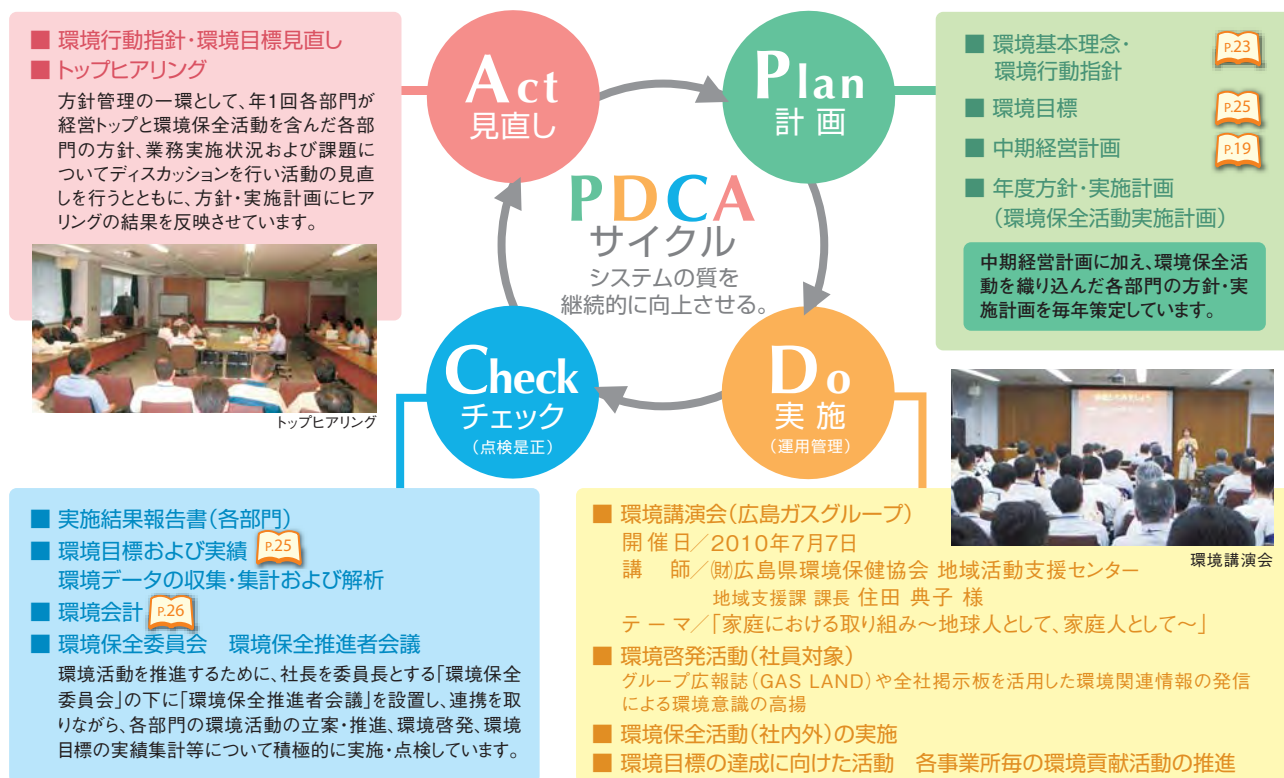 ■ 環境行動指針・環境目標見直し
■ トップヒアリング
方針管理の一環として、年1回各部門が
経営トップと環境保全活動を含んだ各部
門の方針、業務実施状況および課題に
ついてディスカッションを行い活動の見直
しを行うとともに、方針・実施計画にヒア
リングの結果を反映させています。
トップヒアリング
Act
見直し
Plan
計画
PDCA
サイクル
システムの質を
継続的に向上させる。
Check
チェック
（点検是正）
Do
実施
（運用管理）
■ 環境基本理念・
環境行動指針 P.23
■ 環境目標 P.25
■ 中期経営計画 P.19
■ 年度方針・実施計画
（環境保全活動実施計画）
中期経営計画に加え、環境保全活
動を織り込んだ各部門の方針・実
施計画を毎年策定しています。
環境講演会
■ 実施結果報告書（各部門）
■ 環境目標および実績 P.25
環境データの収集・集計および解析
■ 環境会計 P.26
■ 環境保全委員会　環境保全推進者会議
環境活動を推進するために、社長を委員長とする「環境保全
委員会」の下に「環境保全推進者会議」を設置し、連携を取
りながら、各部門の環境活動の立案・推進、環境啓発、環境
目標の実績集計等について積極的に実施・点検しています。
■ 環境講演会（広島ガスグループ）
開催日／2010年7月7日
講　師／㈶広島県環境保健協会 地域活動支援センター
地域支援課 課長 住田 典子 様
テーマ／「家庭における取り組み～地球人として、家庭人として～」
■ 環境啓発活動（社員対象）
グループ広報誌（GAS LAND）や全社掲示板を活用した環境関連情報の発信
による環境意識の高揚
■ 環境保全活動（社内外）の実施
■ 環境目標の達成に向けた活動　各事業所毎の環境貢献活動の推進